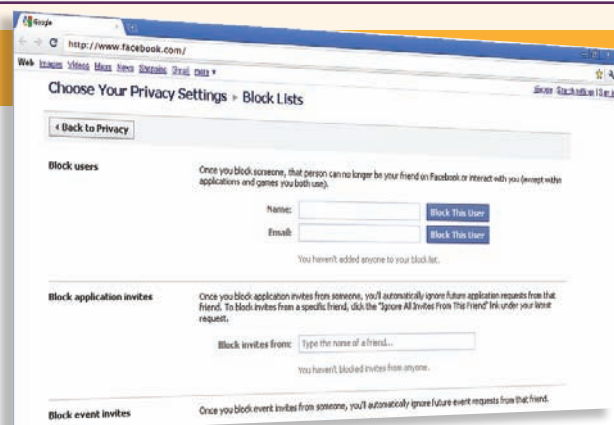 Google
http://www.facebook.com/
Web Images Videos Maps News Shopping Gmail
Choose Your Privacy Settings ▸ Block Lists
Back to Privacy
Block users
Once you block someone, that person can no longer be your friend on Facebook or interact with you (except within
applications and games you both use).
Name:
Block This User
Email:
Block This User
You haven't added anyone to your block list.
Block application invites
Once you block application invites from someone, you'll automatically ignore future application requests from that
friend. To block invites from a specific friend, click the "Ignore All Invites From This Friend" link under your latest
request.
Block invites from:
Type the name of a friend...
You haven't blocked invites from anyone.
Block event invites
Once you block event invites from someone, you'll automatically ignore future event requests from that friend.